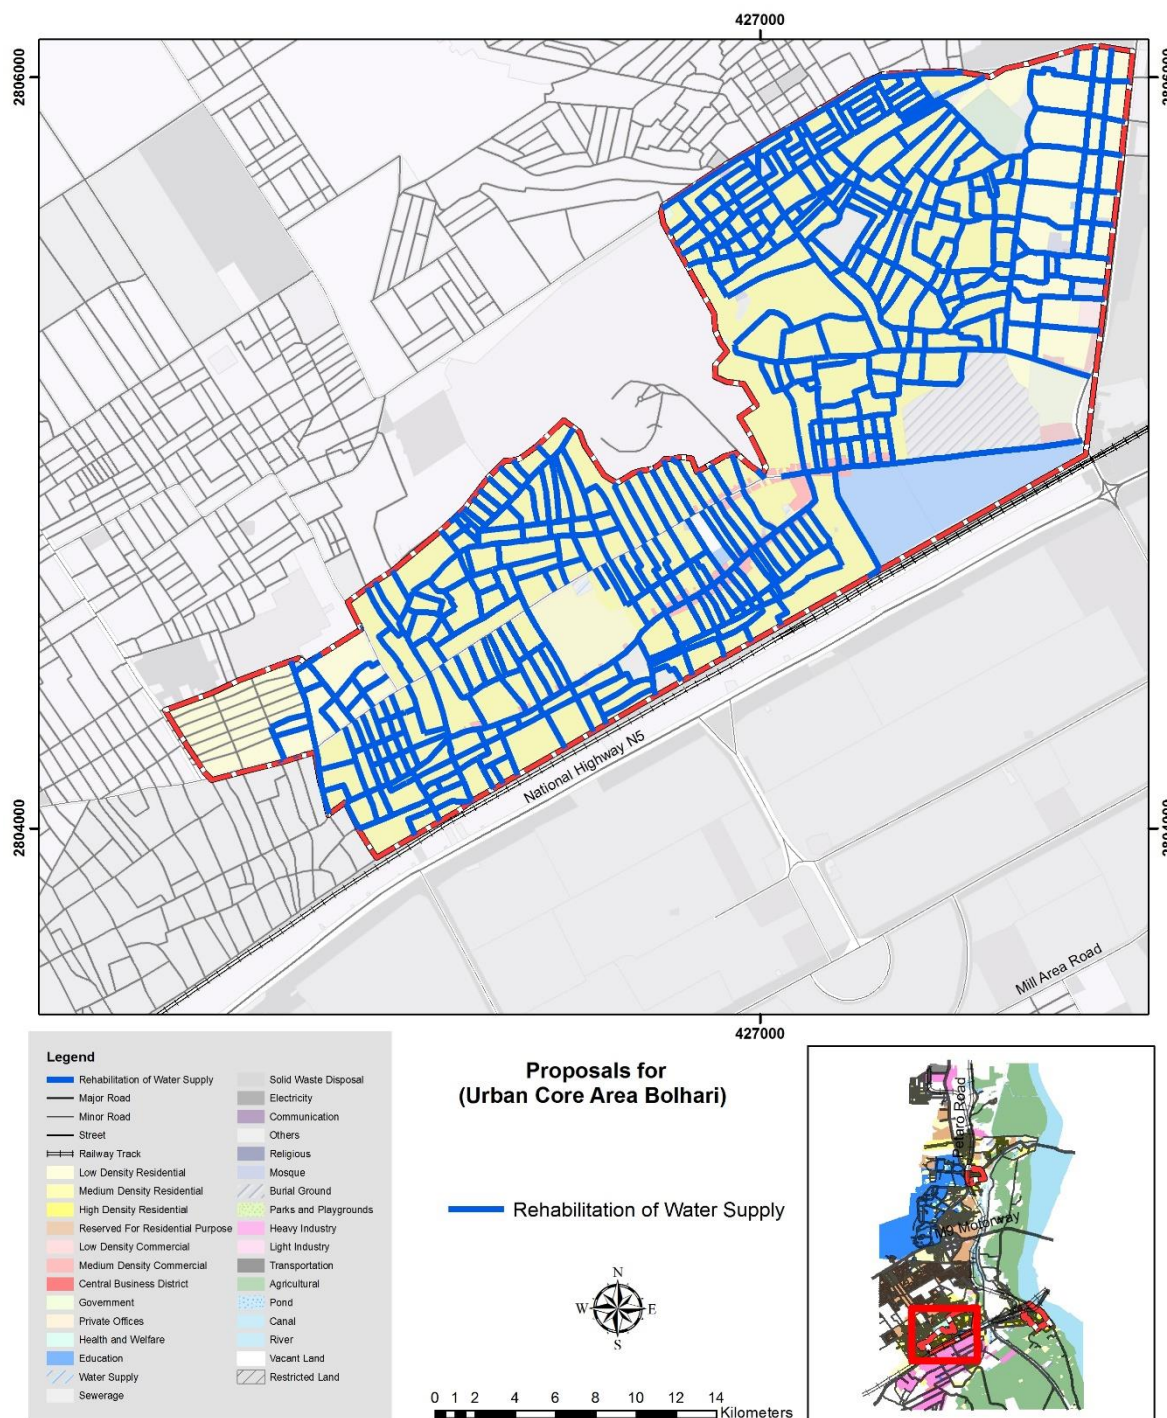 427000
2806000
2806000
National Highway N5
2804000
2804000
Mill Area Road
427000
Legend
Rehabilitation of Water Supply
Major Road
Minor Road
Street
Railway Track
Low Density Residential
Medium Density Residential
High Density Residential
Reserved For Residential Purpose
Low Density Commercial
Medium Density Commercial
Central Business District
Government
Private Offices
Health and Welfare
Education
Water Supply
Sewerage
Solid Waste Disposal
Electricity
Communication
Others
Religious
Mosque
Burial Ground
Parks and Playgrounds
Heavy Industry
Light Industry
Transportation
Agricultural
Pond
Canal
River
Vacant Land
Restricted Land
Proposals for
(Urban Core Area Bolhari)
Rehabilitation of Water Supply
N
W E
S
0 1 2 4 6 8 10 12 14
Kilometers
Petaro Road
M9 Motorway